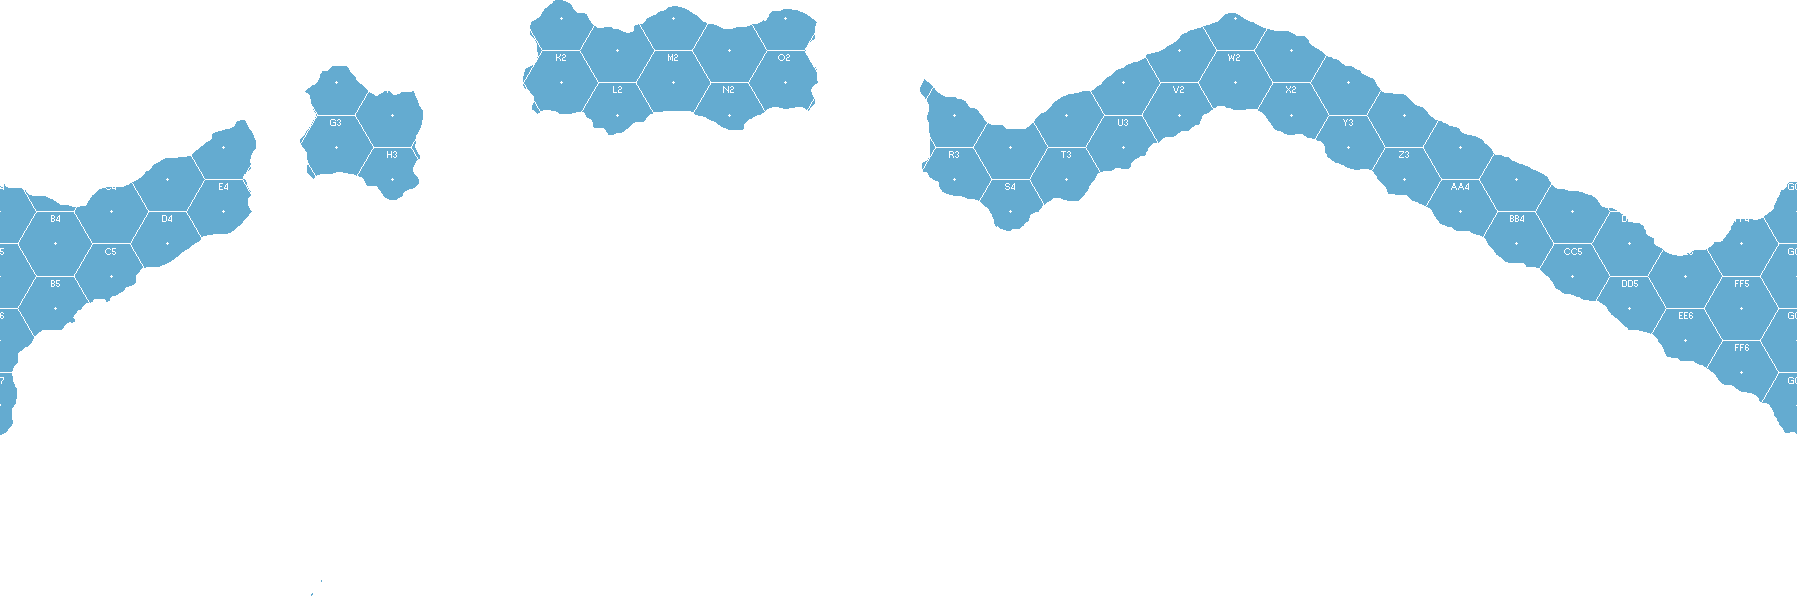 K2 M2 O2 W2
L2 N2 V2 X2
G3 U3 Y3
H3 R3 T3 Z3
E4 S4 AA4
B4 D4 BB4
C5 CC5
B5 DD5 FF5
EE6
FF6